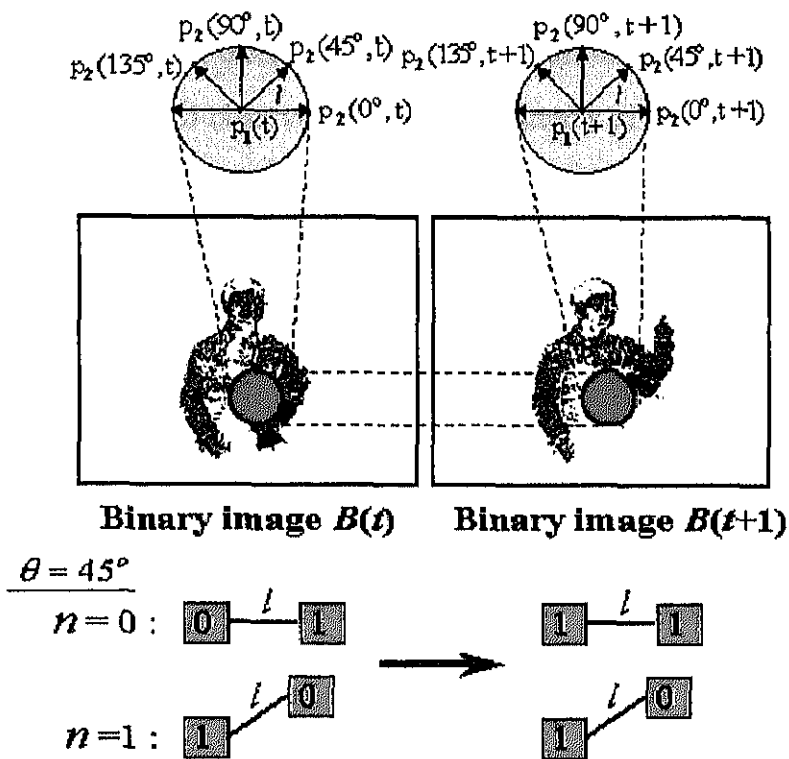 p₂(90°,t) p₂(90°,t+1)
p₂(135°,t) p₂(45°,t) p₂(135°,t+1) p₂(45°,t+1)
l l
p₁(t) p₂(0°,t) p₁(t+1) p₂(0°,t+1)
Binary image B(t) Binary image B(t+1)
θ = 45°
n = 0 : 0 l 1 1 l 1
n =1 : 1 l 0 1 l 0